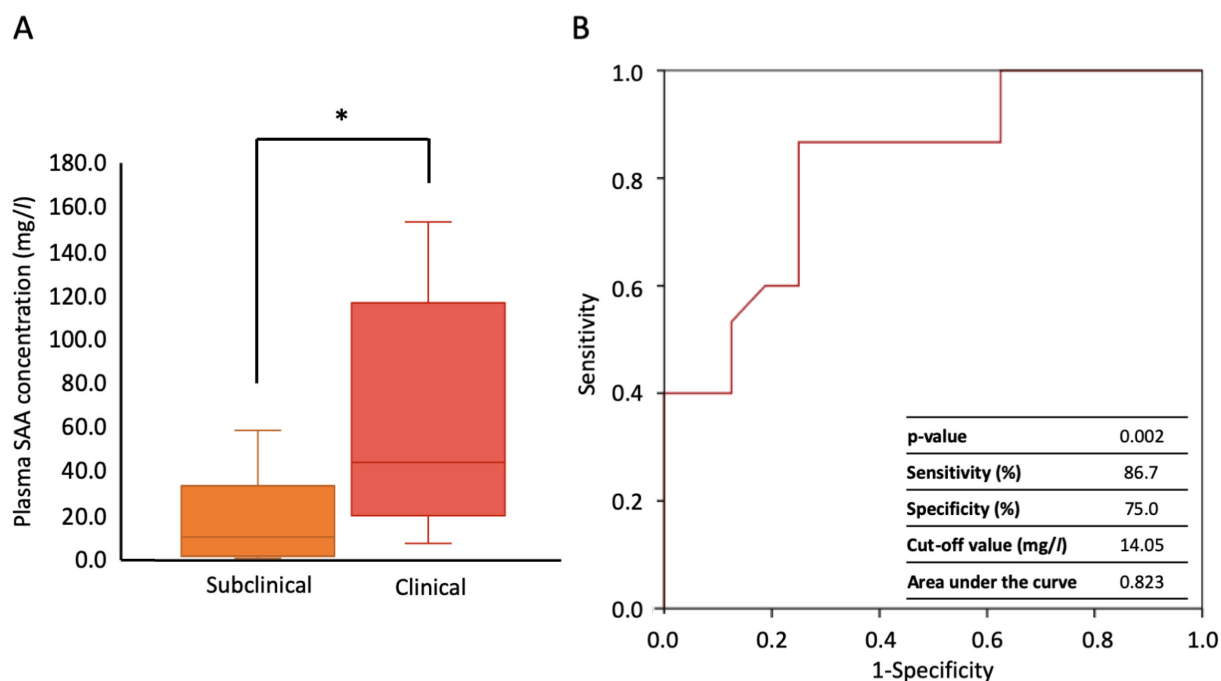 A
*
Plasma SAA concentration (mg/l)
180.0
160.0
140.0
120.0
100.0
80.0
60.0
40.0
20.0
0.0
Subclinical
Clinical
B
Sensitivity
1.0
0.8
0.6
0.4
0.2
0.0
p-value 0.002
Sensitivity (%) 86.7
Specificity (%) 75.0
Cut-off value (mg/l) 14.05
Area under the curve 0.823
0.0 0.2 0.4 0.6 0.8 1.0
1-Specificity